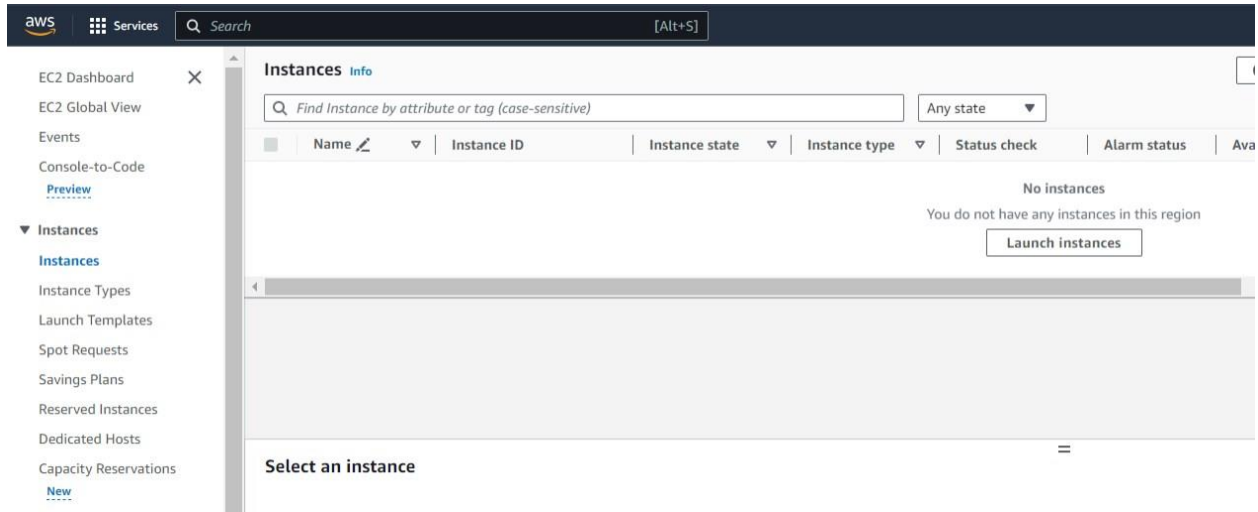 aws Services Search [Alt+S]
EC2 Dashboard
EC2 Global View
Events
Console-to-Code
Preview
Instances
Instances
Instance Types
Launch Templates
Spot Requests
Savings Plans
Reserved Instances
Dedicated Hosts
Capacity Reservations
New
Instances Info
Find Instance by attribute or tag (case-sensitive) Any state
Name Instance ID Instance state Instance type Status check Alarm status Ava
No instances
You do not have any instances in this region
Launch instances
Select an instance